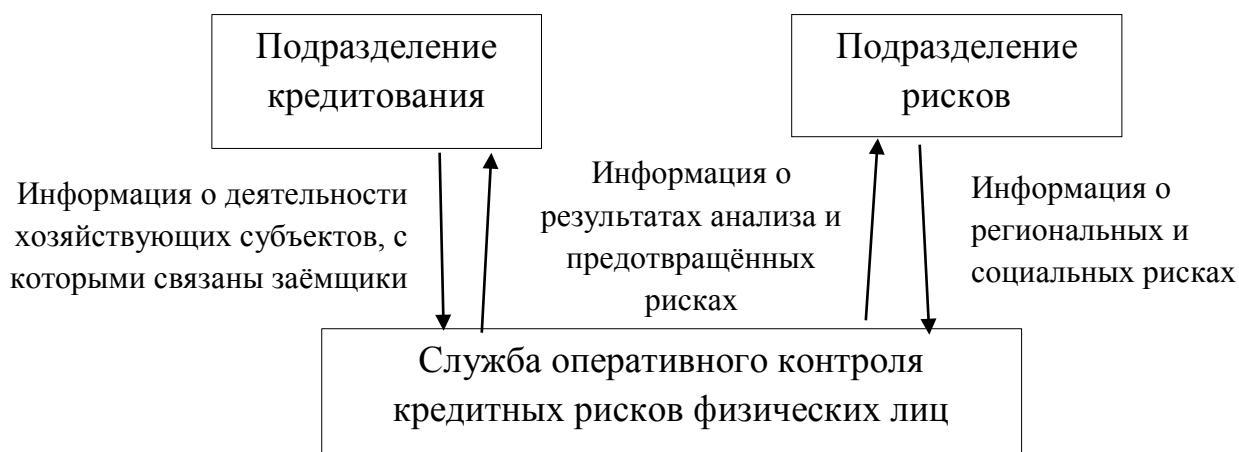 Подразделение
кредитования
Подразделение
рисков
Информация о деятельности
хозяйствующих субъектов, с
которыми связаны заёмщики
Информация о
результатах анализа и
предотвращённых
рисках
Информация о
региональных и
социальных рисках
Служба оперативного контроля
кредитных рисков физических лиц